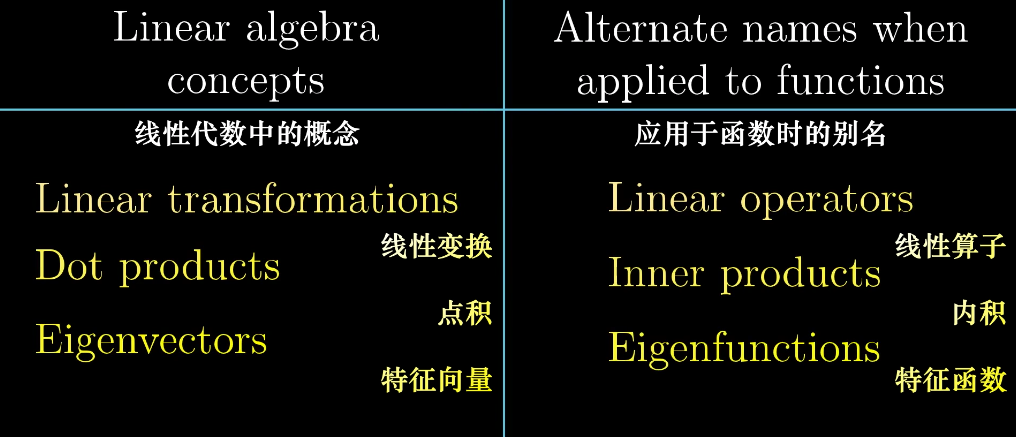 Linear algebra
concepts
线性代数中的概念
Linear transformations
线性变换
Dot products
点积
Eigenvectors
特征向量
Alternate names when
applied to functions
应用于函数时的别名
Linear operators
线性算子
Inner products
内积
Eigenfunctions
特征函数